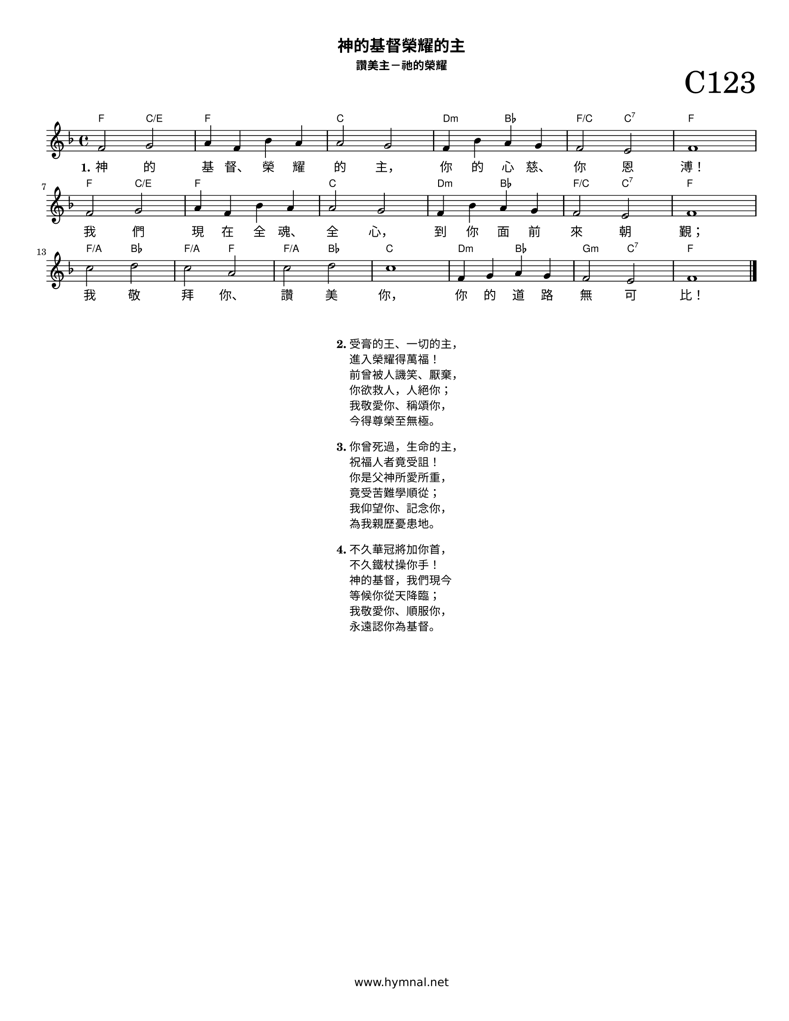 神的基督榮耀的主
讚美主－祂的榮耀
C123
F C/E F C Dm B♭ F/C C7 F
1. 神 的 基 督、 榮 耀 的 主， 你 的 心 慈、 你 恩 溥！
7 F C/E F C Dm B♭ F/C C7 F
我 們 現 在 全 魂、 全 心， 到 你 面 前 來 朝 覲；
13 F/A B♭ F/A F F/A B♭ C Dm B♭ Gm C7 F
我 敬 拜 你、 讚 美 你， 你 的 道 路 無 可 比！
2. 受膏的王、一切的主，
進入榮耀得萬福！
前曾被人譏笑、厭棄，
你欲救人，人絕你；
我敬愛你、稱頌你，
今得尊榮至無極。
3. 你曾死過，生命的主，
祝福人者竟受詛！
你是父神所愛所重，
竟受苦難學順從；
我仰望你、記念你，
為我親歷憂患地。
4. 不久華冠將加你首，
不久鐵杖操你手！
神的基督，我們現今
等候你從天降臨；
我敬愛你、順服你，
永遠認你為基督。
www.hymnal.net